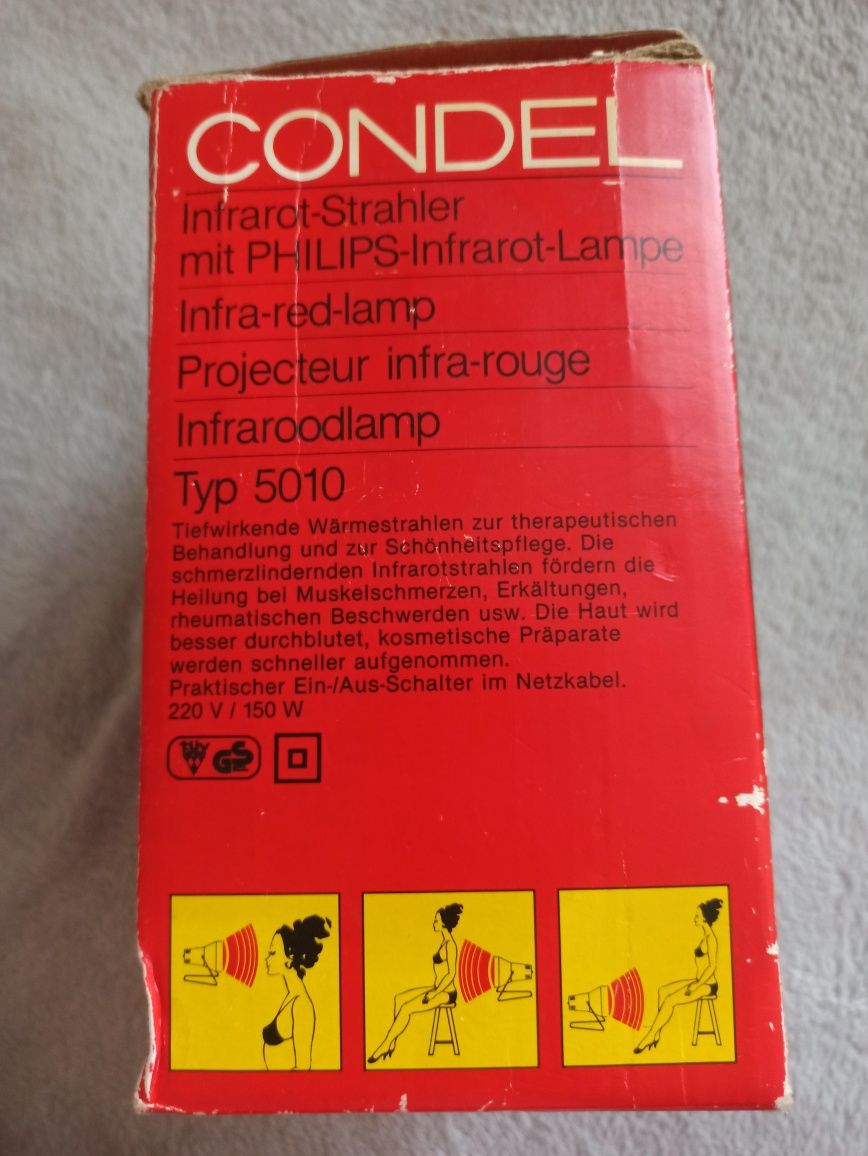 CONDEL
Infrarot-Strahler
mit PHILIPS-Infrarot-Lampe
Infra-red-lamp
Projecteur infra-rouge
Infraroodlamp
Typ 5010
Tiefwirkende Wärmestrahlen zur therapeutischen
Behandlung und zur Schönheitspflege. Die
schmerzlindernden Infrarotstrahlen fördern die
Heilung bei Muskelschmerzen, Erkältungen,
rheumatischen Beschwerden usw. Die Haut wird
besser durchblutet, kosmetische Präparate
werden schneller aufgenommen.
Praktischer Ein-/Aus-Schalter im Netzkabel.
220 V / 150 W
GS